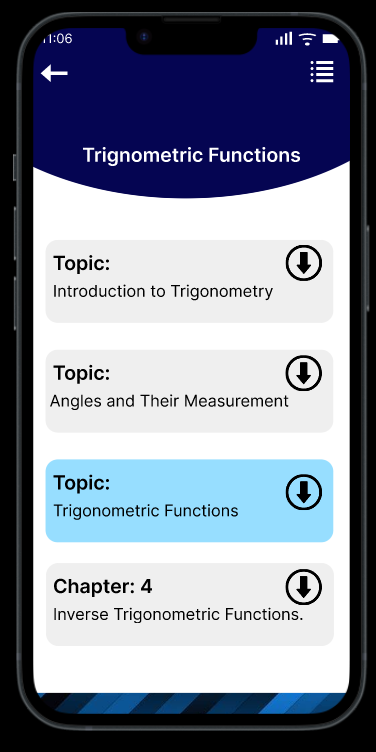 11:06
Trignometric Functions
Topic:
Introduction to Trigonometry
Topic:
Angles and Their Measurement
Topic:
Trigonometric Functions
Chapter: 4
Inverse Trigonometric Functions.